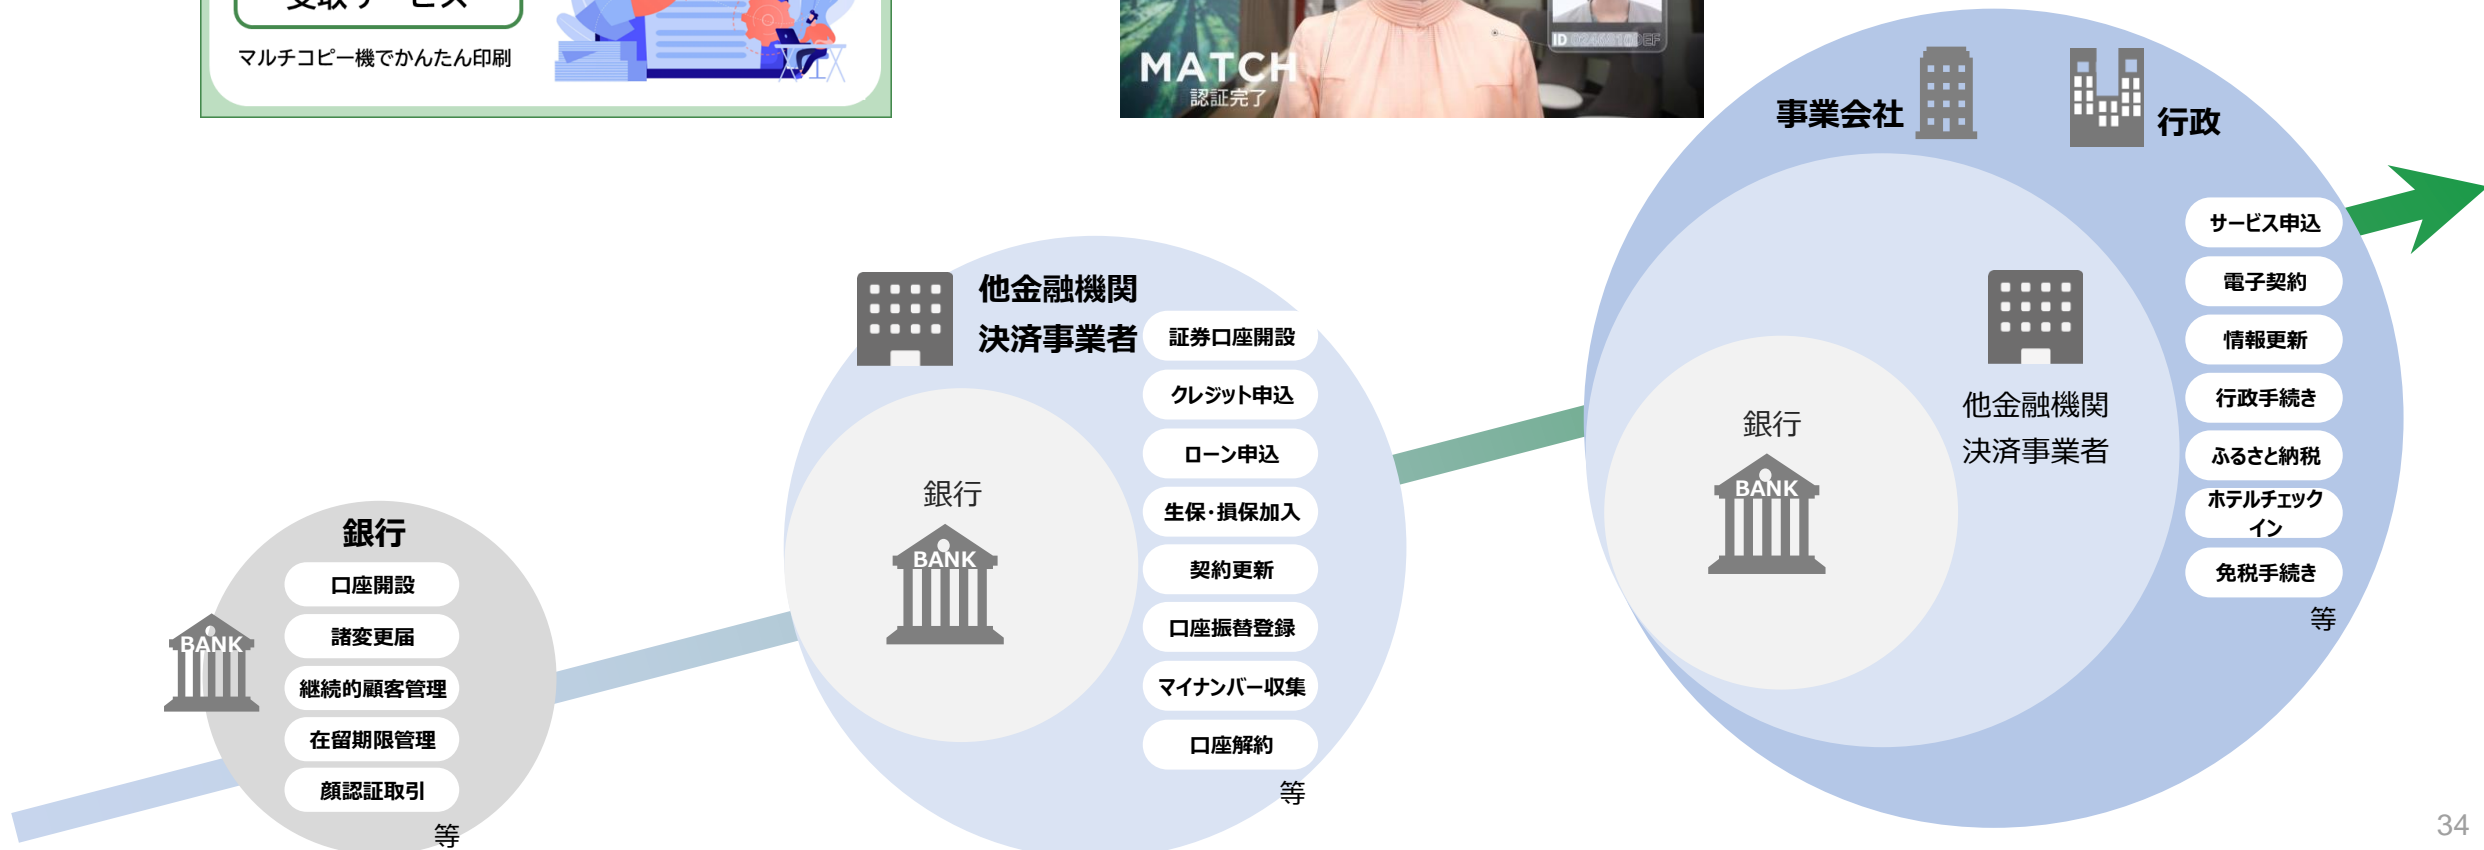 受取サービス
マルチコピー機でかんたん印刷
MATCH
認証完了
事業会社
行政
サービス申込
電子契約
情報更新
行政手続き
ふるさと納税
ホテルチェック
イン
免税手続き
等
他金融機関
決済事業者
銀行
BANK
他金融機関
決済事業者
証券口座開設
クレジット申込
ローン申込
生保・損保加入
契約更新
口座振替登録
マイナンバー収集
口座解約
等
銀行
BANK
銀行
BANK
口座開設
諸変更届
継続的顧客管理
在留期限管理
顔認証取引
等
34